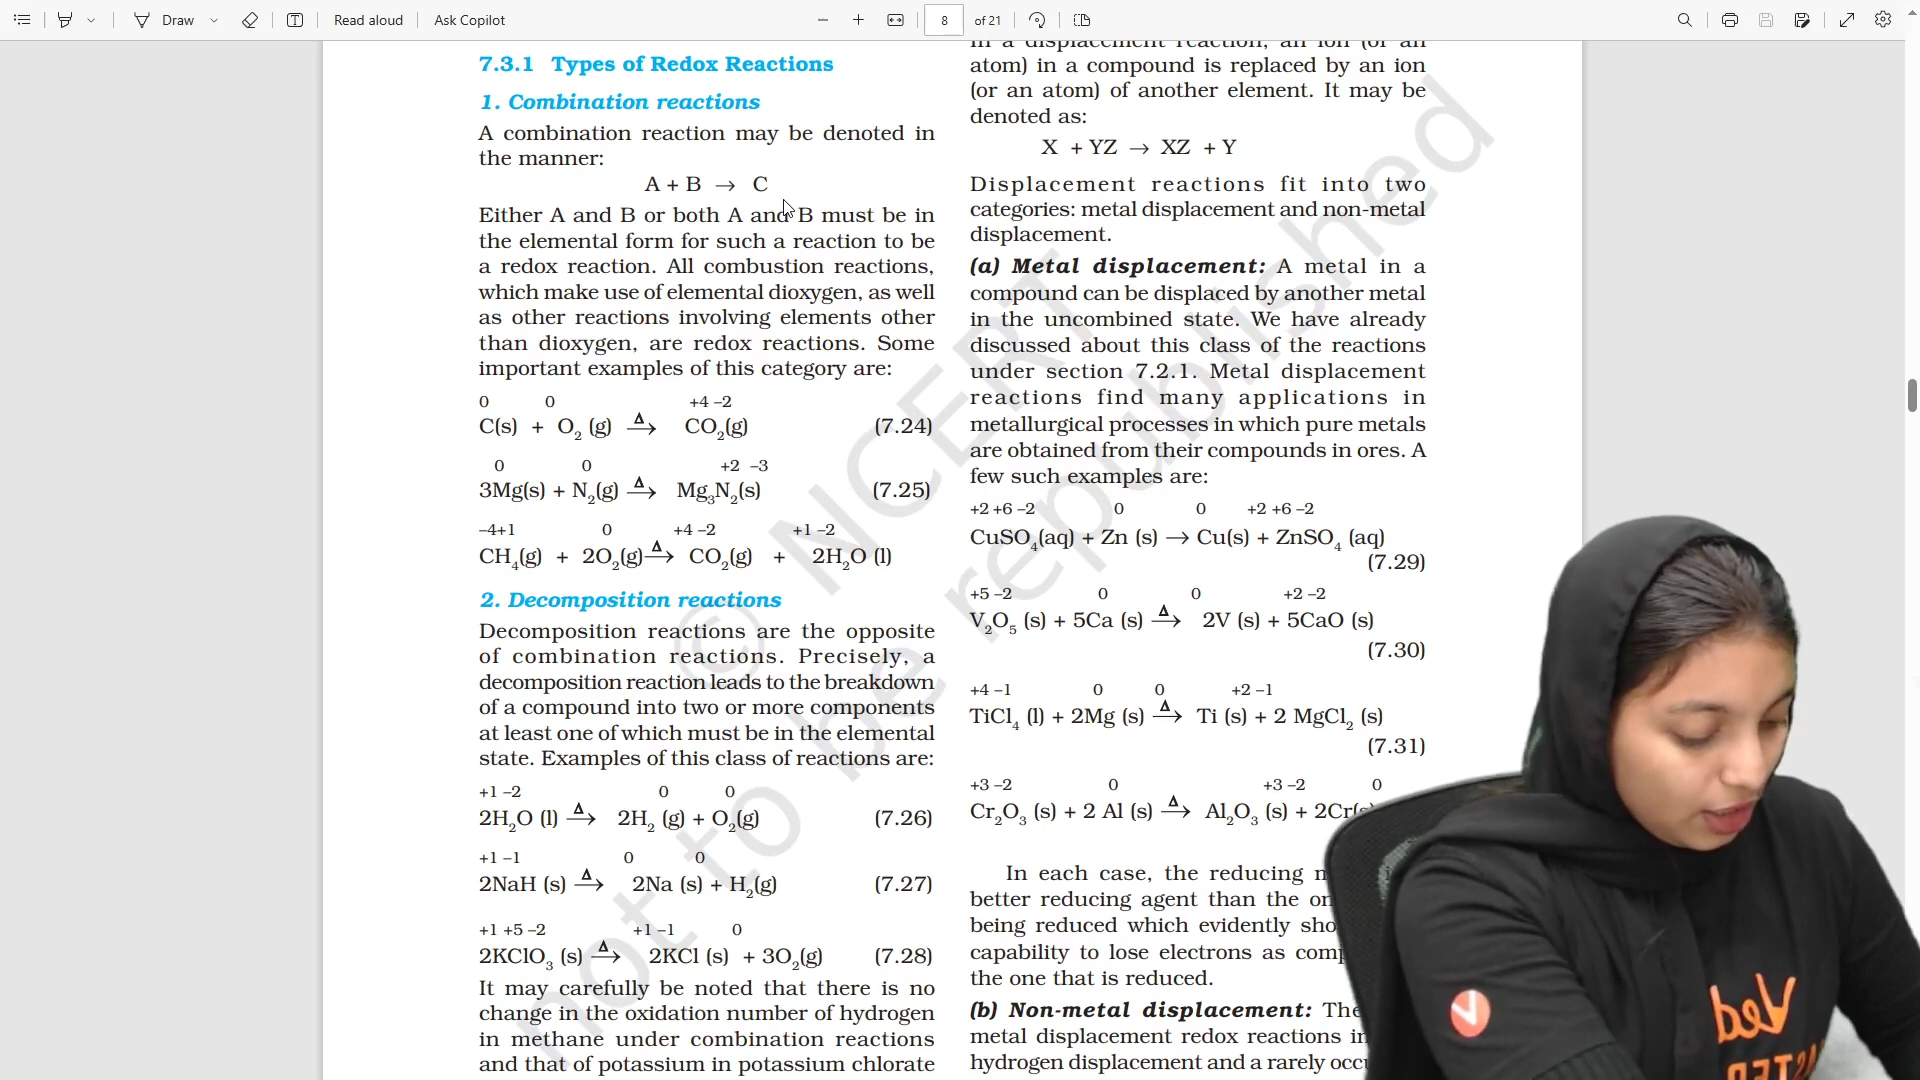 Draw
Read aloud
Ask Copilot
8
of 21
7.3.1 Types of Redox Reactions
1. Combination reactions
A combination reaction may be denoted in
the manner:
A + B → C
Either A and B or both A and B must be in
the elemental form for such a reaction to be
a redox reaction. All combustion reactions,
which make use of elemental dioxygen, as well
as other reactions involving elements other
than dioxygen, are redox reactions. Some
important examples of this category are:
0 0 +4 –2
C(s) + O2 (g) Δ→ CO2(g) (7.24)
0 0 +2 –3
3Mg(s) + N2(g) Δ→ Mg3N2(s) (7.25)
–4+1 0 +4 –2 +1 –2
CH4(g) + 2O2(g) Δ→ CO2(g) + 2H2O (l)
2. Decomposition reactions
Decomposition reactions are the opposite
of combination reactions. Precisely, a
decomposition reaction leads to the breakdown
of a compound into two or more components
at least one of which must be in the elemental
state. Examples of this class of reactions are:
+1 –2 0 0
2H2O (l) Δ→ 2H2 (g) + O2(g) (7.26)
+1 –1 0 0
2NaH (s) Δ→ 2Na (s) + H2(g) (7.27)
+1 +5 –2 +1 –1 0
2KClO3 (s) Δ→ 2KCl (s) + 3O2(g) (7.28)
It may carefully be noted that there is no
change in the oxidation number of hydrogen
in methane under combination reactions
and that of potassium in potassium chlorate
in a displacement reaction, an ion (or an
atom) in a compound is replaced by an ion
(or an atom) of another element. It may be
denoted as:
X + YZ → XZ + Y
Displacement reactions fit into two
categories: metal displacement and non-metal
displacement.
(a) Metal displacement: A metal in a
compound can be displaced by another metal
in the uncombined state. We have already
discussed about this class of the reactions
under section 7.2.1. Metal displacement
reactions find many applications in
metallurgical processes in which pure metals
are obtained from their compounds in ores. A
few such examples are:
+2 +6 –2 0 0 +2 +6 –2
CuSO4(aq) + Zn (s) → Cu(s) + ZnSO4 (aq)
(7.29)
+5 –2 0 0 +2 –2
V2O5 (s) + 5Ca (s) Δ→ 2V (s) + 5CaO (s)
(7.30)
+4 –1 0 0 +2 –1
TiCl4 (l) + 2Mg (s) Δ→ Ti (s) + 2 MgCl2 (s)
(7.31)
+3 –2 0 +3 –2 0
Cr2O3 (s) + 2 Al (s) Δ→ Al2O3 (s) + 2Cr(s)
In each case, the reducing
better reducing agent than the
being reduced which evidently
capability to lose electrons as
the one that is reduced.
(b) Non-metal displacement: The
metal displacement redox reactions
hydrogen displacement and a rarely
© NCERT
not to be republished
Ved